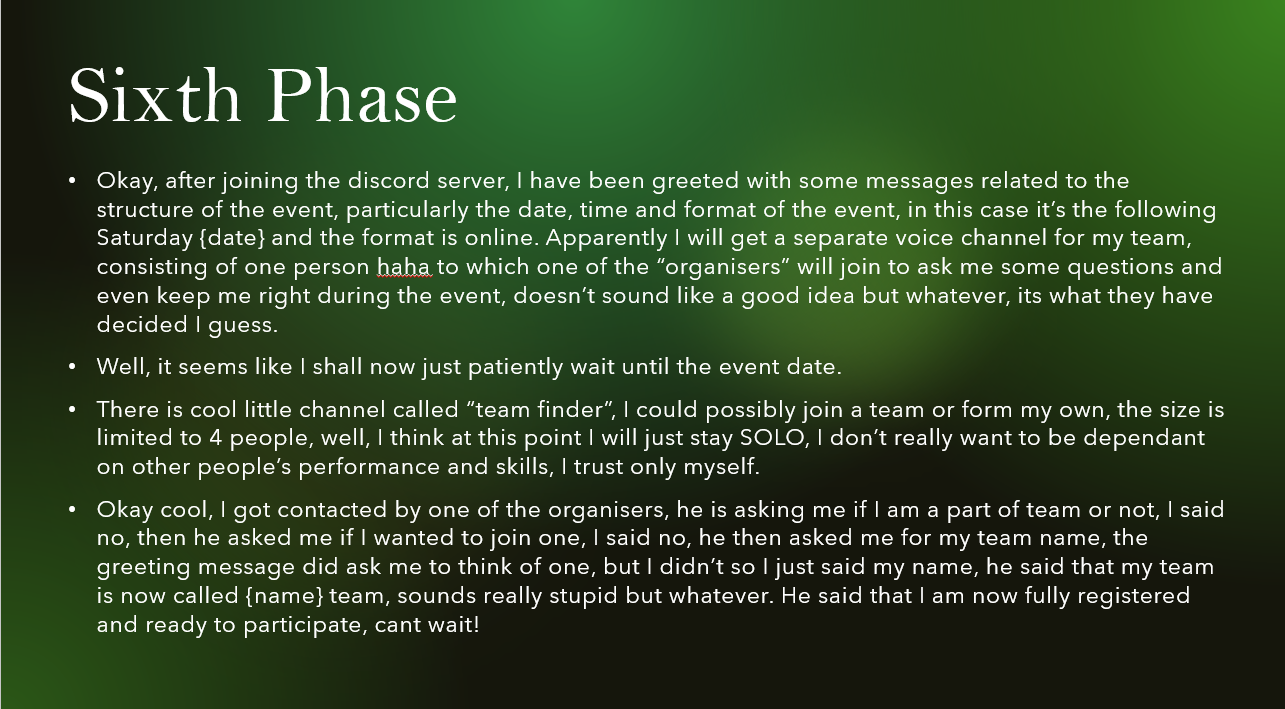 Sixth Phase
• Okay, after joining the discord server, I have been greeted with some messages related to the
structure of the event, particularly the date, time and format of the event, in this case it’s the following
Saturday {date} and the format is online. Apparently I will get a separate voice channel for my team,
consisting of one person haha to which one of the “organisers” will join to ask me some questions and
even keep me right during the event, doesn’t sound like a good idea but whatever, its what they have
decided I guess.
• Well, it seems like I shall now just patiently wait until the event date.
• There is cool little channel called “team finder”, I could possibly join a team or form my own, the size is
limited to 4 people, well, I think at this point I will just stay SOLO, I don’t really want to be dependant
on other people’s performance and skills, I trust only myself.
• Okay cool, I got contacted by one of the organisers, he is asking me if I am a part of team or not, I said
no, then he asked me if I wanted to join one, I said no, he then asked me for my team name, the
greeting message did ask me to think of one, but I didn’t so I just said my name, he said that my team
is now called {name} team, sounds really stupid but whatever. He said that I am now fully registered
and ready to participate, cant wait!